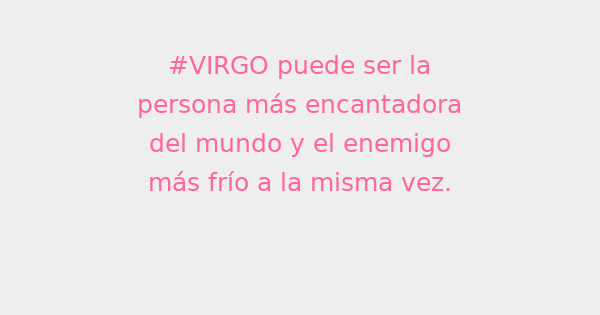 #VIRGO puede ser la
persona más encantadora
del mundo y el enemigo
más frío a la misma vez.